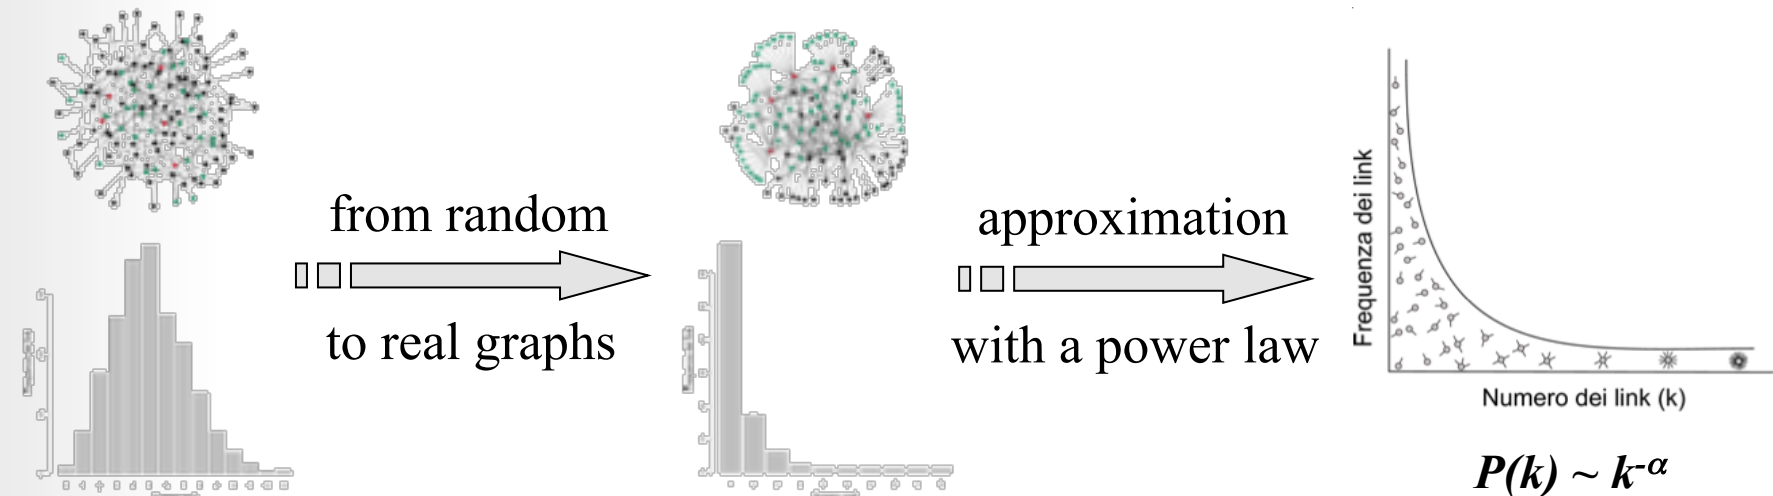 from random
to real graphs
approximation
with a power law
Frequenza dei link
Numero dei link (k)
P(k) ~ k-α